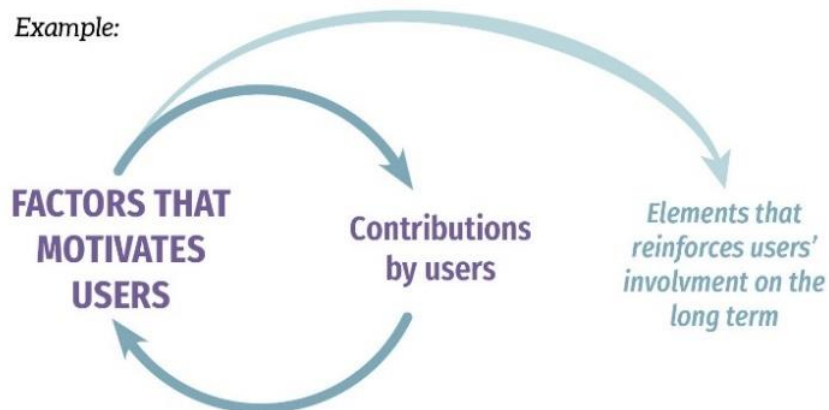 Example:
FACTORS THAT
MOTIVATES
USERS
Contributions
by users
Elements that
reinforces users'
involvment on the
long term